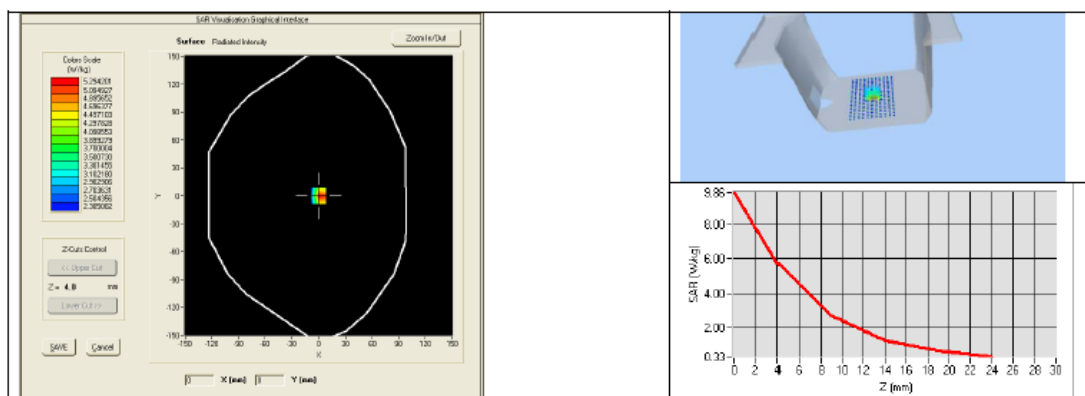 SAR Visualisation Graphical Interface
Surface Radiated Intensity
Zoom In/Out
Colors Scale
(W/kg)
5.294201
5.094927
4.895652
4.696377
4.497103
4.297828
4.098553
3.899279
3.700004
3.500730
3.301455
3.102180
2.902906
2.703631
2.504356
Z-Cuts Control
<< Upper Cut
Z = 4.0 mm
Lower Cut >>
SAVE Cancel
150
120
90
60
30
0
-30
-60
-90
-120
-150
Y
-150 -120 -90 -60 -30 0 30 60 90 120 150
X
0 X (mm) 0 Y (mm)
9.86
8.00
6.00
4.00
2.00
0.33
SAR (W/kg)
0 2 4 6 8 10 12 14 16 18 20 22 24 26 28 30
Z (mm)